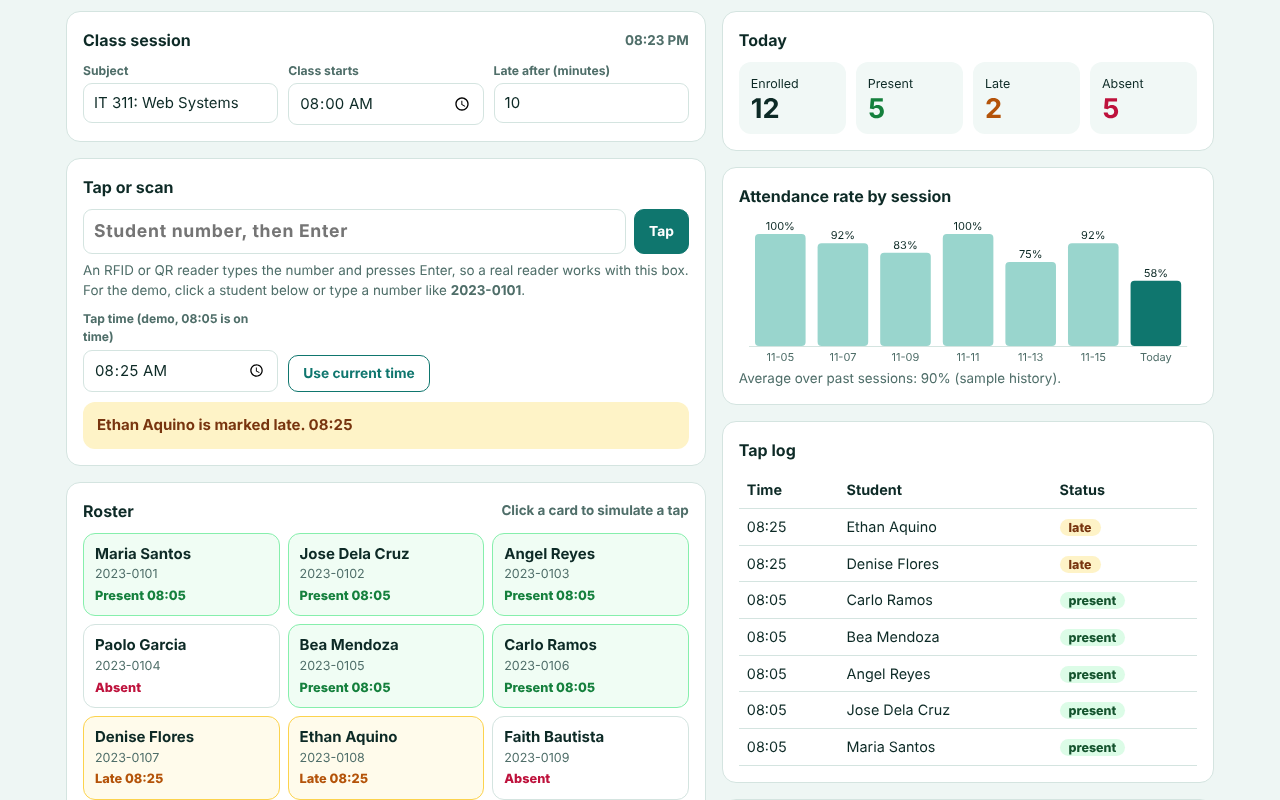 Class session
08:23 PM
Subject
Class starts
Late after (minutes)
IT 311: Web Systems
08:00 AM
10
Tap or scan
Student number, then Enter
Tap
An RFID or QR reader types the number and presses Enter, so a real reader works with this box.
For the demo, click a student below or type a number like 2023-0101.
Tap time (demo, 08:05 is on
time)
08:25 AM
Use current time
Ethan Aquino is marked late. 08:25
Roster
Click a card to simulate a tap
Maria Santos
2023-0101
Present 08:05
Jose Dela Cruz
2023-0102
Present 08:05
Angel Reyes
2023-0103
Present 08:05
Paolo Garcia
2023-0104
Absent
Bea Mendoza
2023-0105
Present 08:05
Carlo Ramos
2023-0106
Present 08:05
Denise Flores
2023-0107
Late 08:25
Ethan Aquino
2023-0108
Late 08:25
Faith Bautista
2023-0109
Absent
Today
Enrolled
12
Present
5
Late
2
Absent
5
Attendance rate by session
100%
92%
83%
100%
75%
92%
58%
11-05
11-07
11-09
11-11
11-13
11-15
Today
Average over past sessions: 90% (sample history).
Tap log
Time Student Status
08:25 Ethan Aquino late
08:25 Denise Flores late
08:05 Carlo Ramos present
08:05 Bea Mendoza present
08:05 Angel Reyes present
08:05 Jose Dela Cruz present
08:05 Maria Santos present